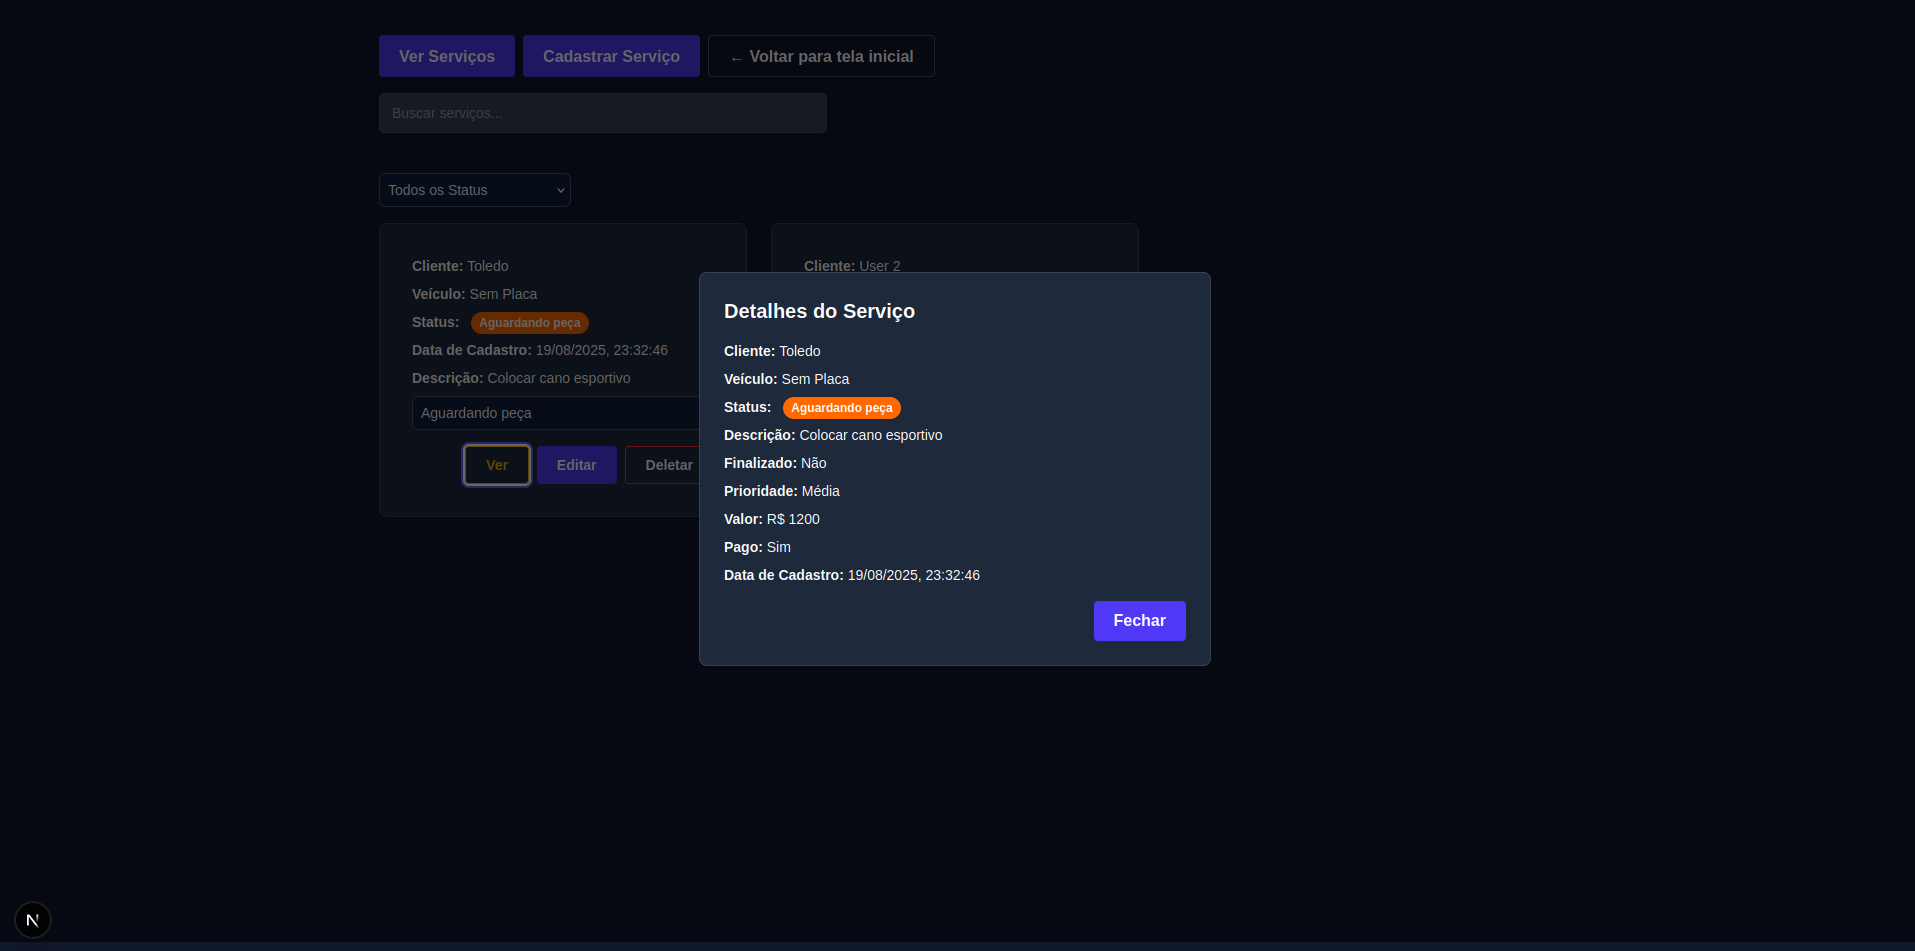 Ver Serviços
Cadastrar Serviço
← Voltar para tela inicial
Buscar serviços...
Todos os Status
Cliente: Toledo
Veículo: Sem Placa
Status: Aguardando peça
Data de Cadastro: 19/08/2025, 23:32:46
Descrição: Colocar cano esportivo
Aguardando peça
Ver
Editar
Deletar
Cliente: User 2
Detalhes do Serviço
Cliente: Toledo
Veículo: Sem Placa
Status: Aguardando peça
Descrição: Colocar cano esportivo
Finalizado: Não
Prioridade: Média
Valor: R$ 1200
Pago: Sim
Data de Cadastro: 19/08/2025, 23:32:46
Fechar
N